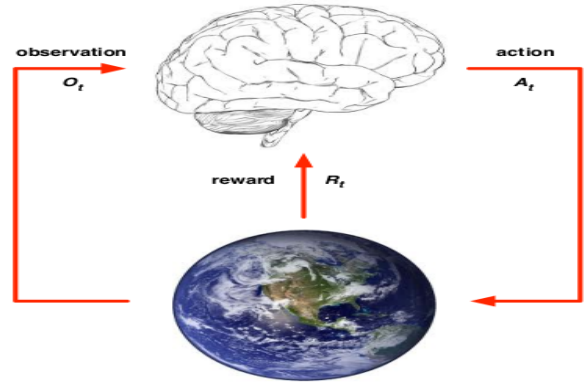 observation
Oₜ
action
Aₜ
reward Rₜ